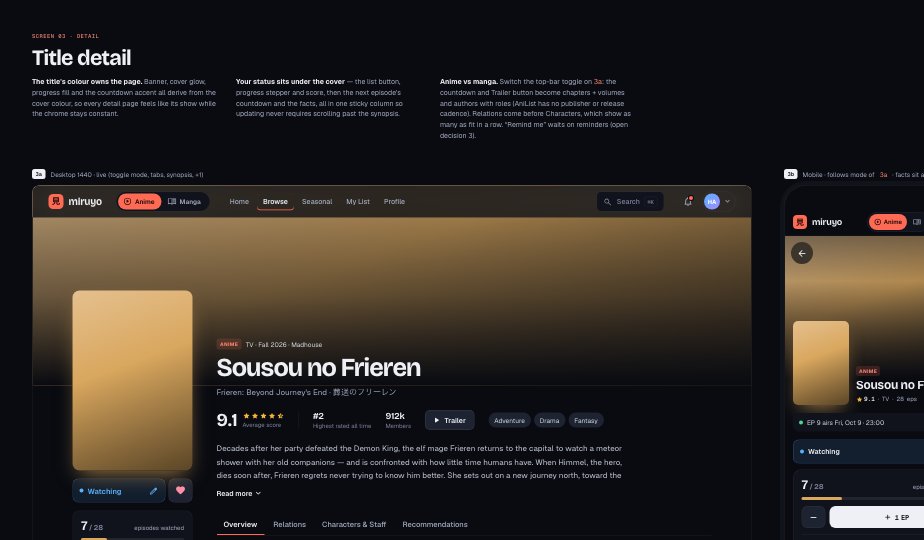 SCREEN 03 · DETAIL
Title detail
The title's colour owns the page. Banner, cover glow,
progress fill and the countdown accent all derive from the
cover colour, so every detail page feels like its show while
the chrome stays constant.
Your status sits under the cover — the list button,
progress stepper and score, then the next episode's
countdown and the facts, all in one sticky column so
updating never requires scrolling past the synopsis.
Anime vs manga. Switch the top-bar toggle on 3a: the
countdown and Trailer button become chapters + volumes
and authors with roles (AniList has no publisher or release
cadence). Relations come before Characters, which show as
many as fit in a row. "Remind me" waits on reminders (open
decision 3).
3a Desktop 1440 · live (toggle mode, tabs, synopsis, +1)
見 miruyo Anime Manga Home Browse Seasonal My List Profile Search ⌘K HA
ANIME TV · Fall 2026 · Madhouse
Sousou no Frieren
Frieren: Beyond Journey's End · 葬送のフリーレン
9.1 Average score
#2 Highest rated all time
912k Members
Trailer
Adventure Drama Fantasy
Decades after her party defeated the Demon King, the elf mage Frieren returns to the capital to watch a meteor
shower with her old companions — and is confronted with how little time humans have. When Himmel, the hero,
dies soon after, Frieren regrets never trying to know him better. She sets out on a new journey north, toward the
Read more
Watching
7 / 28 episodes watched
Overview Relations Characters & Staff Recommendations
3b Mobile · follows mode of 3a · facts sit a
見 miruyo Anime
ANIME
Sousou no F
9.1 · TV · 28 eps
EP 9 airs Fri, Oct 9 · 23:00
Watching
7 / 28 epis
− + 1 EP